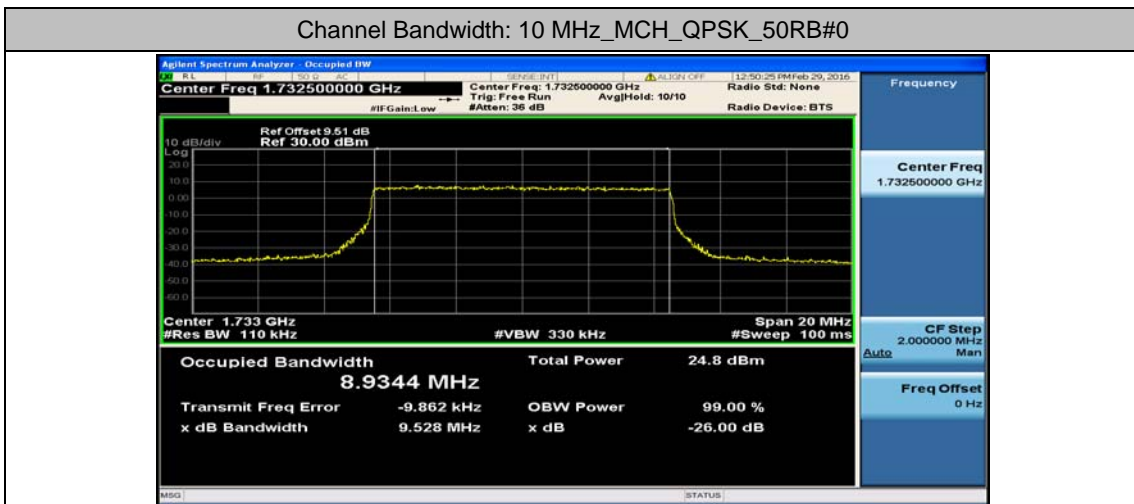 Channel Bandwidth: 10 MHz_MCH_QPSK_50RB#0
Agilent Spectrum Analyzer - Occupied BW
RL RF 50 Ω AC SENSE:INT ALIGN OFF 12:50:25 PM Feb 29, 2016
Center Freq 1.732500000 GHz
Center Freq: 1.732500000 GHz
Radio Std: None
Trig: Free Run Avg|Hold: 10/10
#IFGain:Low #Atten: 36 dB Radio Device: BTS
Ref Offset 9.51 dB
10 dB/div Ref 30.00 dBm
Log
20.0
10.0
0.00
-10.0
-20.0
-30.0
-40.0
-50.0
-60.0
Center 1.733 GHz Span 20 MHz
#Res BW 110 kHz #VBW 330 kHz #Sweep 100 ms
Occupied Bandwidth Total Power 24.8 dBm
8.9344 MHz
Transmit Freq Error -9.862 kHz OBW Power 99.00 %
x dB Bandwidth 9.528 MHz x dB -26.00 dB
MSG STATUS
Frequency
Center Freq
1.732500000 GHz
CF Step
2.000000 MHz
Auto Man
Freq Offset
0 Hz